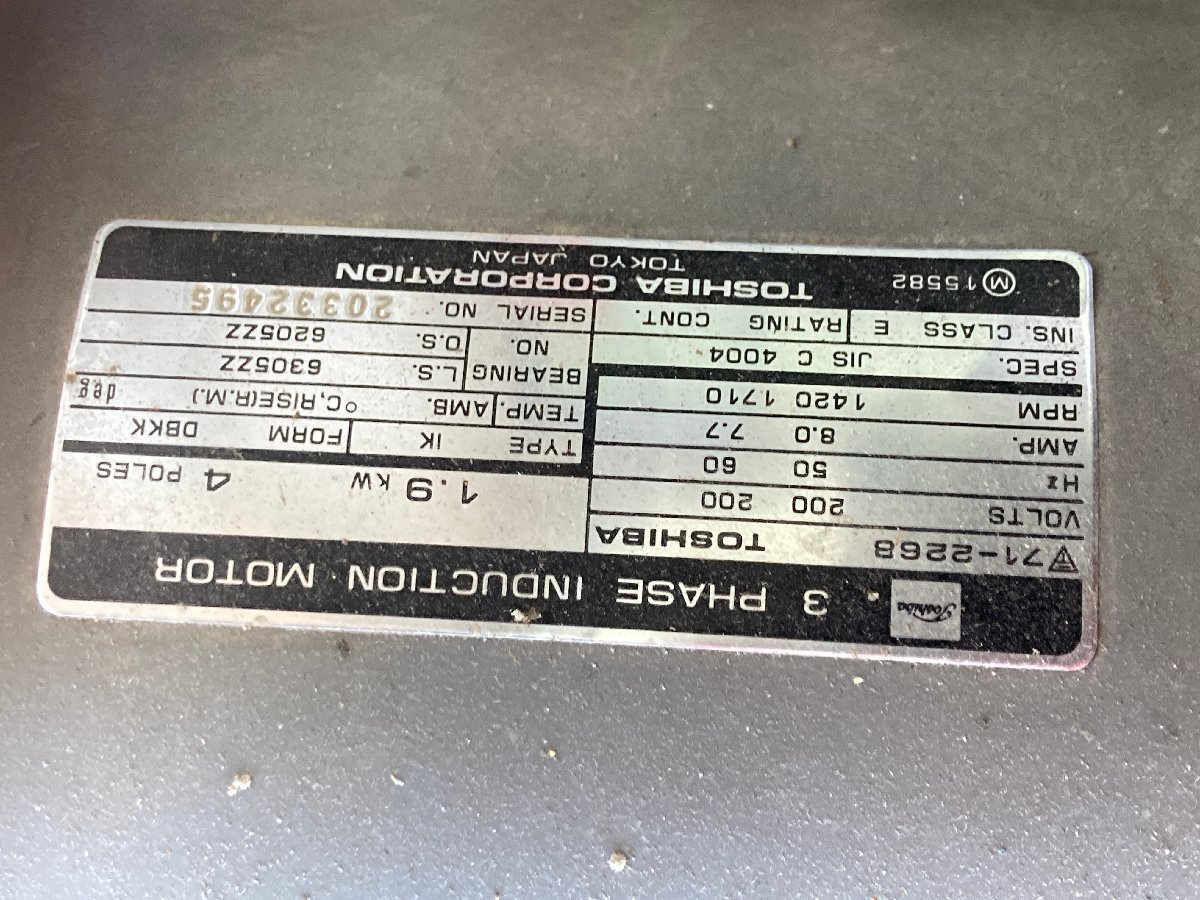 Toshiba 3 PHASE INDUCTION MOTOR
71-2268 TOSHIBA
VOLTS 200 200
Hz 50 60
AMP. 8.0 7.7
RPM 1420 1710
SPEC. JIS C 4004
INS. CLASS E RATING CONT.
1.9 KW 4 POLES
TYPE IK FORM DBKK
TEMP. AMB. °C, RISE(R.M.) deg
BEARING NO. L.S. 6305ZZ
O.S. 6205ZZ
SERIAL NO. 20332495
Ⓜ15582 TOSHIBA CORPORATION
TOKYO JAPAN